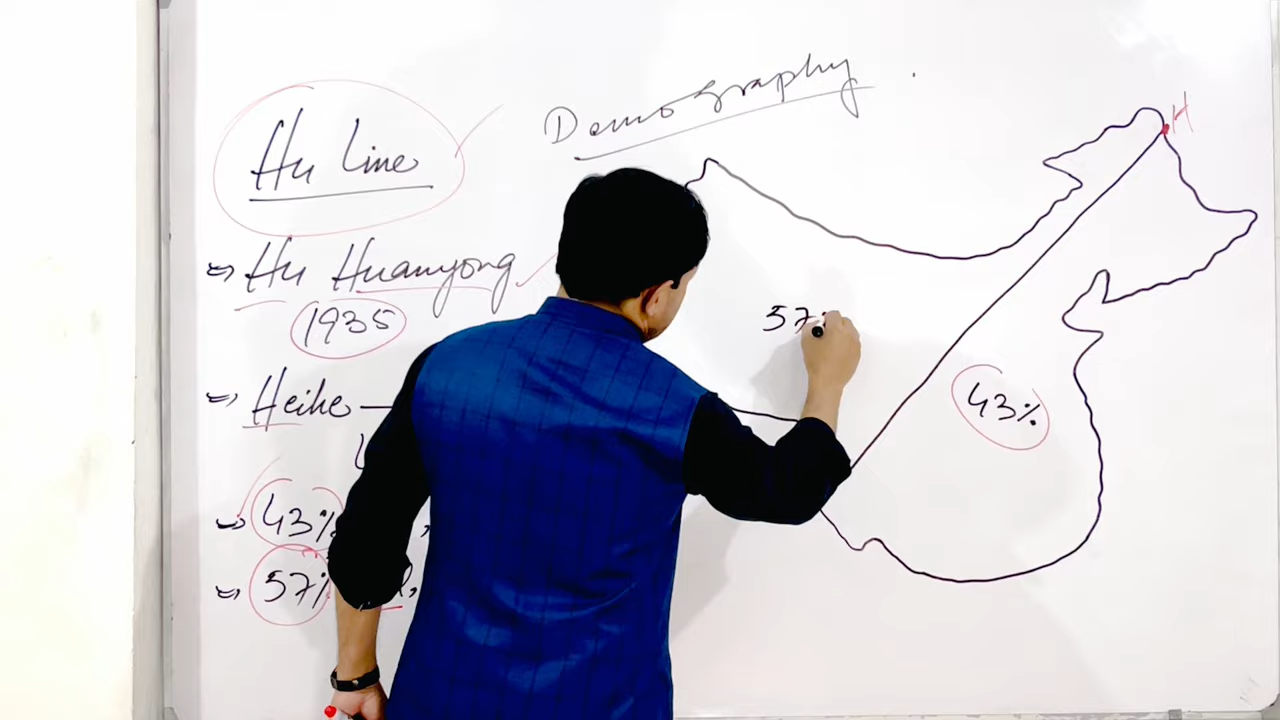 Demography
Hu Line
H
⇒ Hu Huanyong
1935
57
⇒ Heihe —
43%
⇒ 43%
⇒ 57%